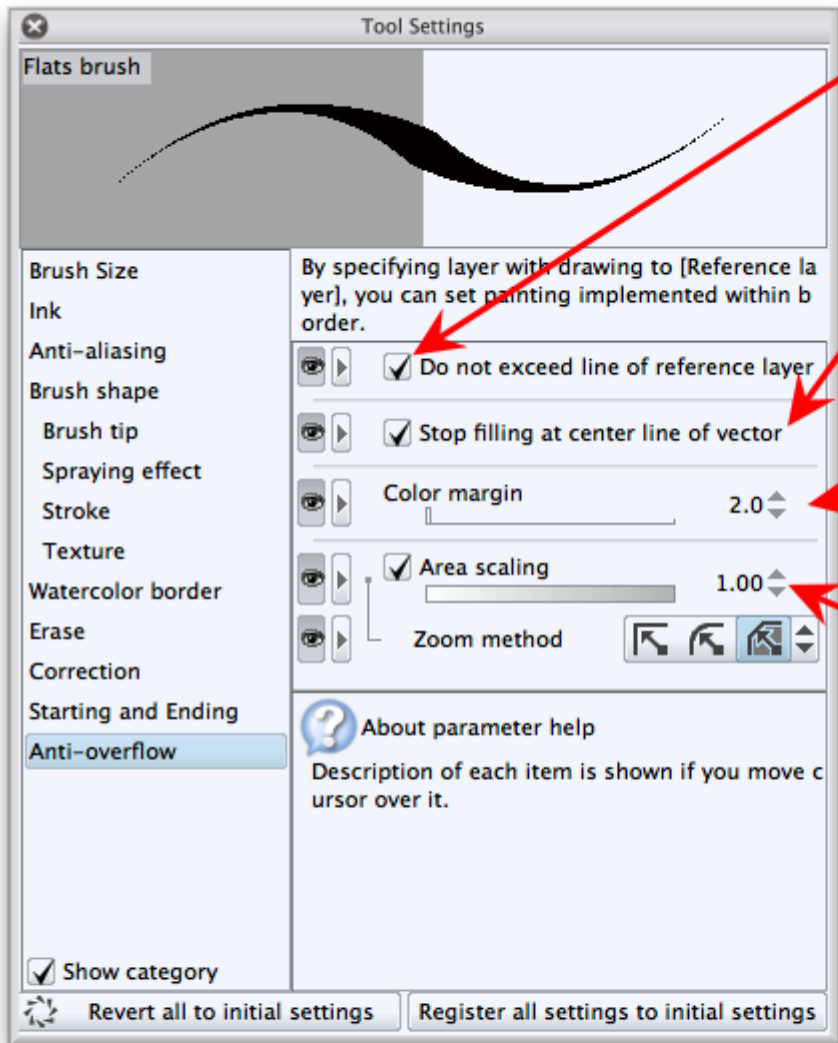 Tool Settings
Flats brush
Brush Size
Ink
Anti-aliasing
Brush shape
Brush tip
Spraying effect
Stroke
Texture
Watercolor border
Erase
Correction
Starting and Ending
Anti-overflow
Show category
By specifying layer with drawing to [Reference la
yer], you can set painting implemented within b
order.
Do not exceed line of reference layer
Stop filling at center line of vector
Color margin 2.0
Area scaling 1.00
Zoom method
About parameter help
Description of each item is shown if you move c
ursor over it.
Revert all to initial settings
Register all settings to initial settings